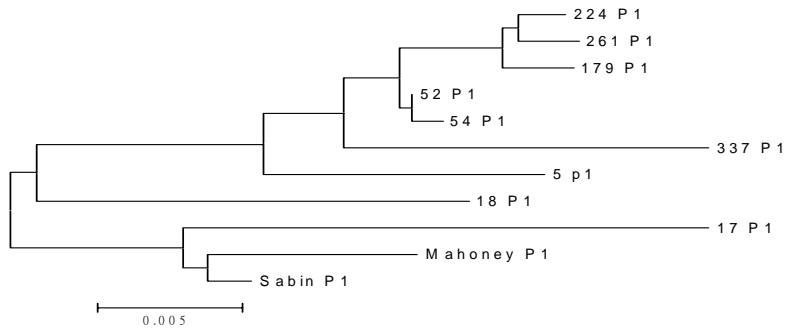 224 P1
261 P1
179 P1
52 P1
54 P1
337 P1
5 p1
18 P1
17 P1
Mahoney P1
Sabin P1
0.005